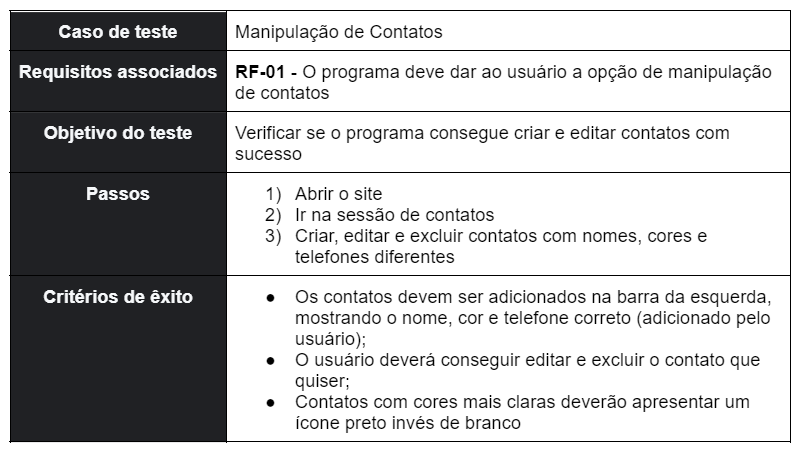 Caso de teste
Manipulação de Contatos
Requisitos associados
RF-01 - O programa deve dar ao usuário a opção de manipulação
de contatos
Objetivo do teste
Verificar se o programa consegue criar e editar contatos com
sucesso
Passos
1) Abrir o site
2) Ir na sessão de contatos
3) Criar, editar e excluir contatos com nomes, cores e
telefones diferentes
Critérios de êxito
● Os contatos devem ser adicionados na barra da esquerda,
mostrando o nome, cor e telefone correto (adicionado pelo
usuário);
● O usuário deverá conseguir editar e excluir o contato que
quiser;
● Contatos com cores mais claras deverão apresentar um
ícone preto invés de branco